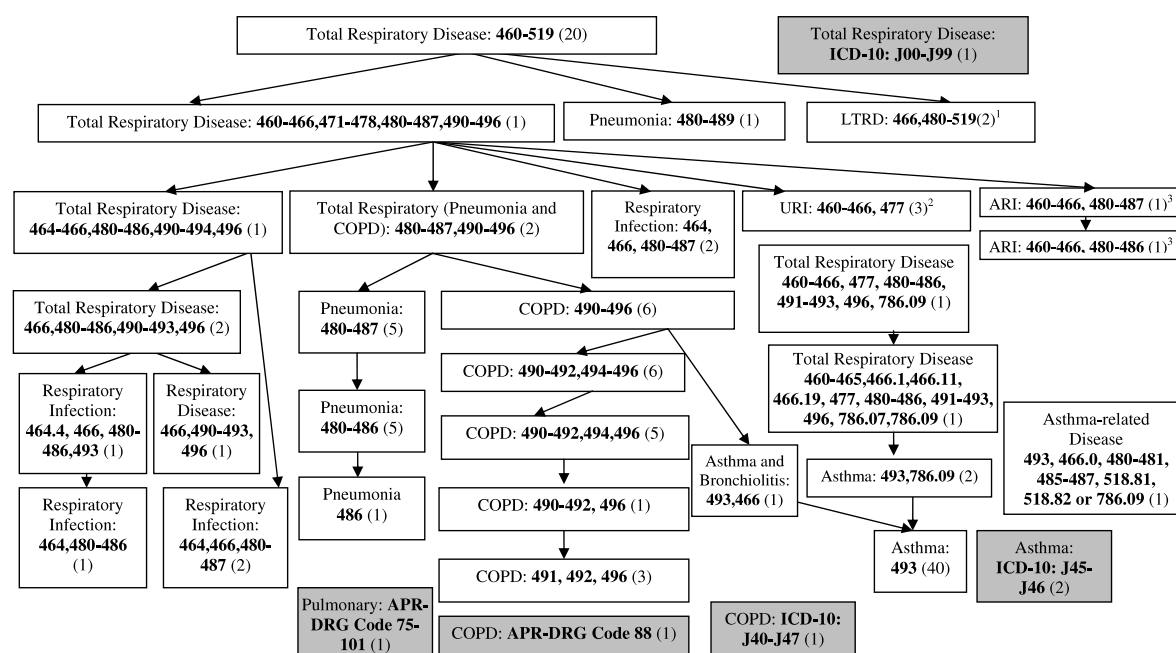 Total Respiratory Disease: 460-519 (20)
Total Respiratory Disease:
ICD-10: J00-J99 (1)
Total Respiratory Disease: 460-466,471-478,480-487,490-496 (1)
Pneumonia: 480-489 (1)
LTRD: 466,480-519(2)1
Total Respiratory Disease:
464-466,480-486,490-494,496 (1)
Total Respiratory (Pneumonia and
COPD): 480-487,490-496 (2)
Respiratory
Infection: 464,
466, 480-487 (2)
URI: 460-466, 477 (3)2
ARI: 460-466, 480-487 (1)3
ARI: 460-466, 480-486 (1)3
Total Respiratory Disease
460-466, 477, 480-486,
491-493, 496, 786.09 (1)
Total Respiratory Disease:
466,480-486,490-493,496 (2)
Pneumonia:
480-487 (5)
COPD: 490-496 (6)
COPD: 490-492,494-496 (6)
Total Respiratory Disease
460-465,466.1,466.11,
466.19, 477, 480-486, 491-493,
496, 786.07,786.09 (1)
Respiratory
Infection:
464.4, 466, 480-
486,493 (1)
Respiratory
Disease:
466,490-493,
496 (1)
Pneumonia:
480-486 (5)
COPD: 490-492,494,496 (5)
Asthma-related
Disease
493, 466.0, 480-481,
485-487, 518.81,
518.82 or 786.09 (1)
Asthma and
Bronchiolitis:
493,466 (1)
Asthma: 493,786.09 (2)
Respiratory
Infection:
464,480-486
(1)
Respiratory
Infection:
464,466,480-
487 (2)
Pneumonia
486 (1)
COPD: 490-492, 496 (1)
COPD: 491, 492, 496 (3)
Asthma:
493 (40)
Asthma:
ICD-10: J45-
J46 (2)
Pulmonary: APR-
DRG Code 75-
101 (1)
COPD: APR-DRG Code 88 (1)
COPD: ICD-10:
J40-J47 (1)